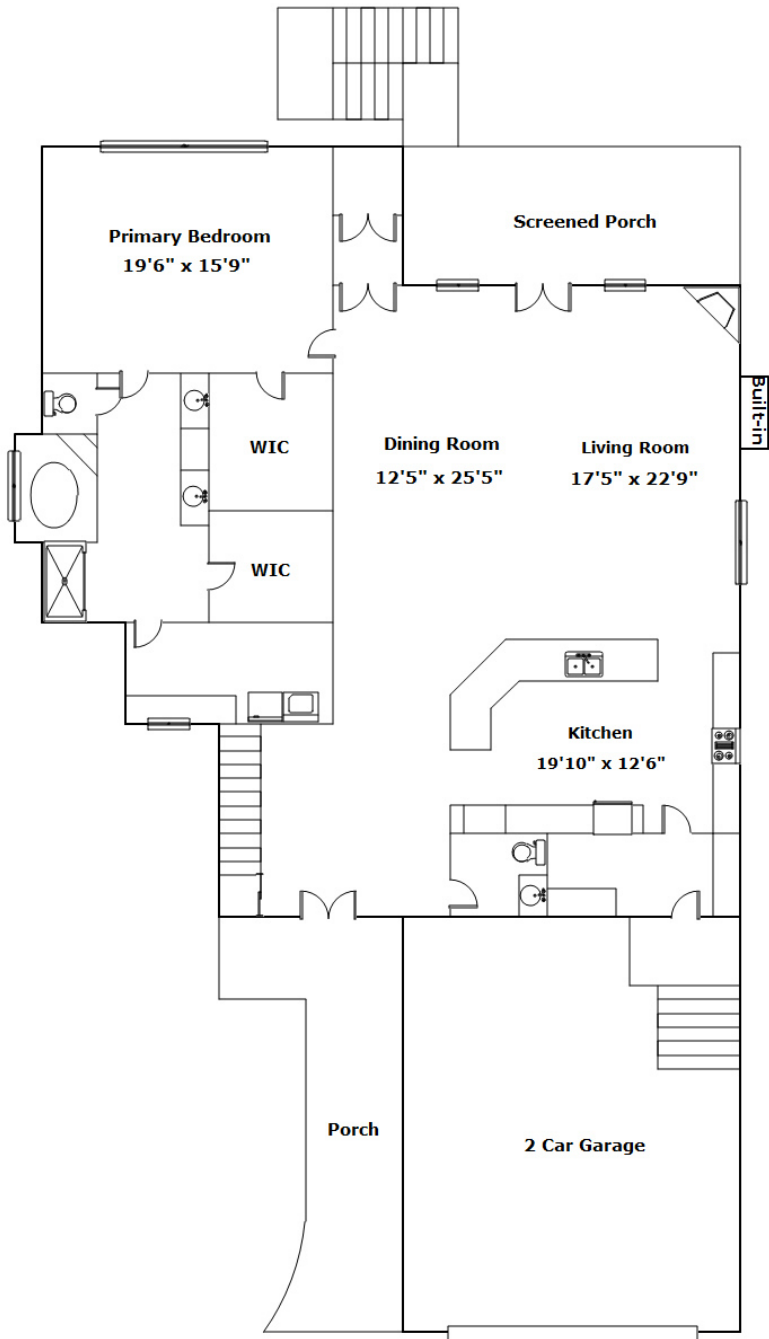 Primary Bedroom
19'6" x 15'9"
Screened Porch
Built-in
WIC
Dining Room
12'5" x 25'5"
Living Room
17'5" x 22'9"
WIC
Kitchen
19'10" x 12'6"
Porch
2 Car Garage